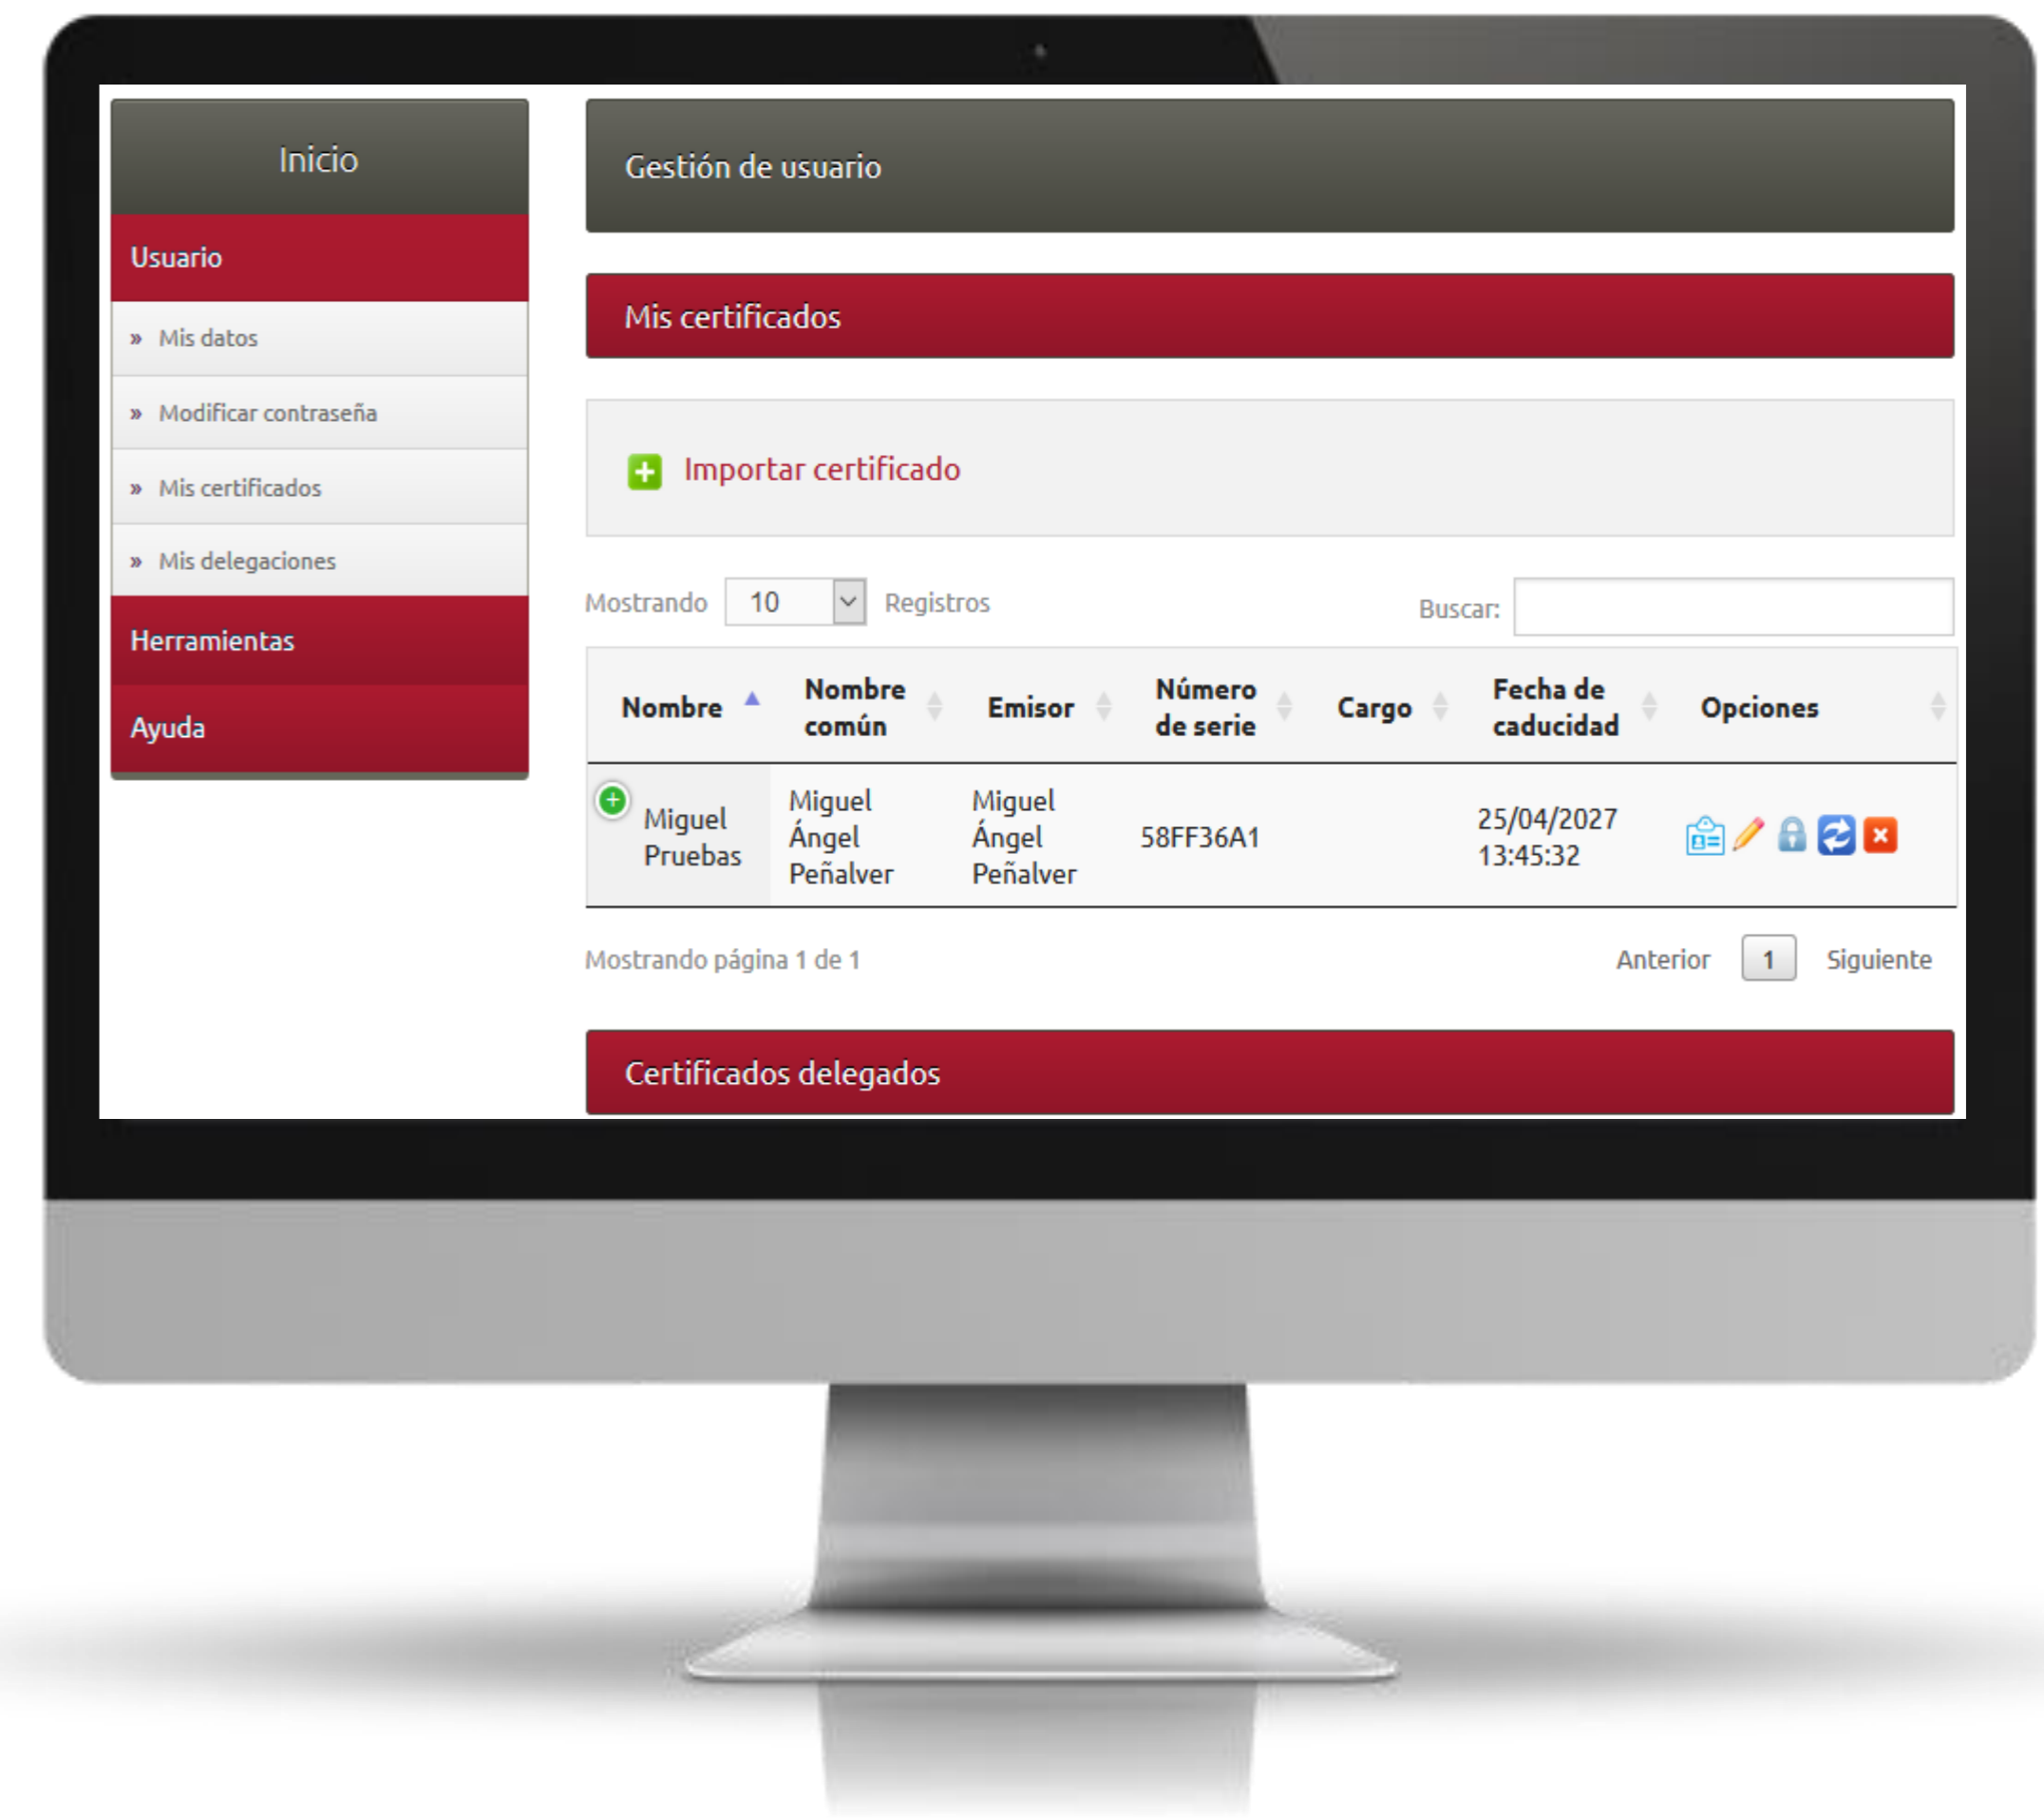 Inicio
Usuario
» Mis datos
» Modificar contraseña
» Mis certificados
» Mis delegaciones
Herramientas
Ayuda
Gestión de usuario
Mis certificados
Importar certificado
Mostrando 10 Registros
Buscar:
Nombre
Nombre
común
Emisor
Número
de serie
Cargo
Fecha de
caducidad
Opciones
Miguel
Pruebas
Miguel
Ángel
Peñalver
Miguel
Ángel
Peñalver
58FF36A1
25/04/2027
13:45:32
Mostrando página 1 de 1
Anterior 1 Siguiente
Certificados delegados